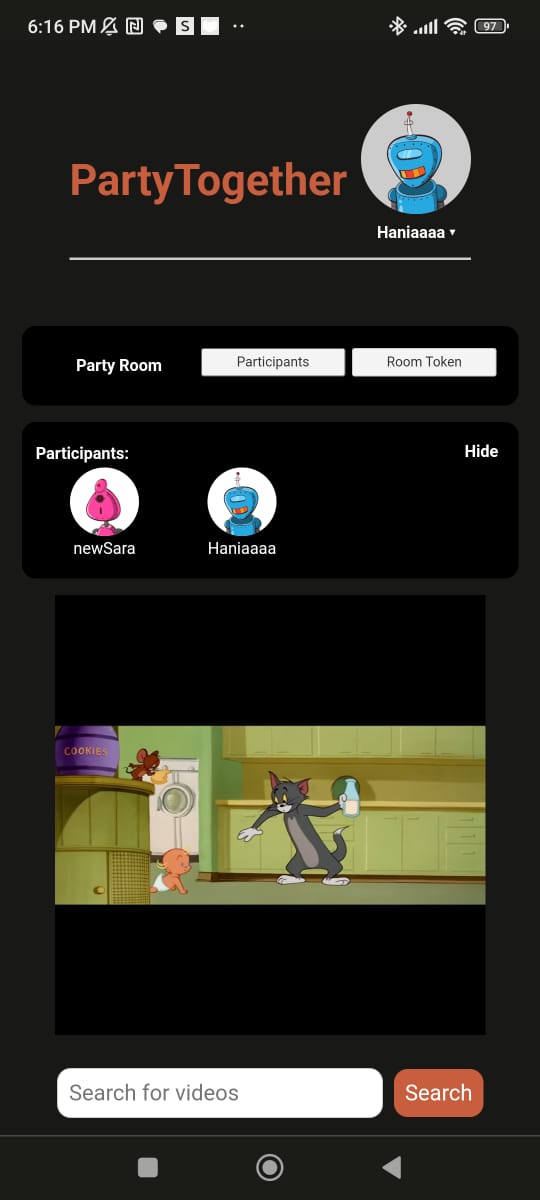 6:16 PM
S
97
PartyTogether
Haniaaaa ▾
Party Room
Participants
Room Token
Participants:
Hide
newSara
Haniaaaa
COOKIES
Search for videos
Search